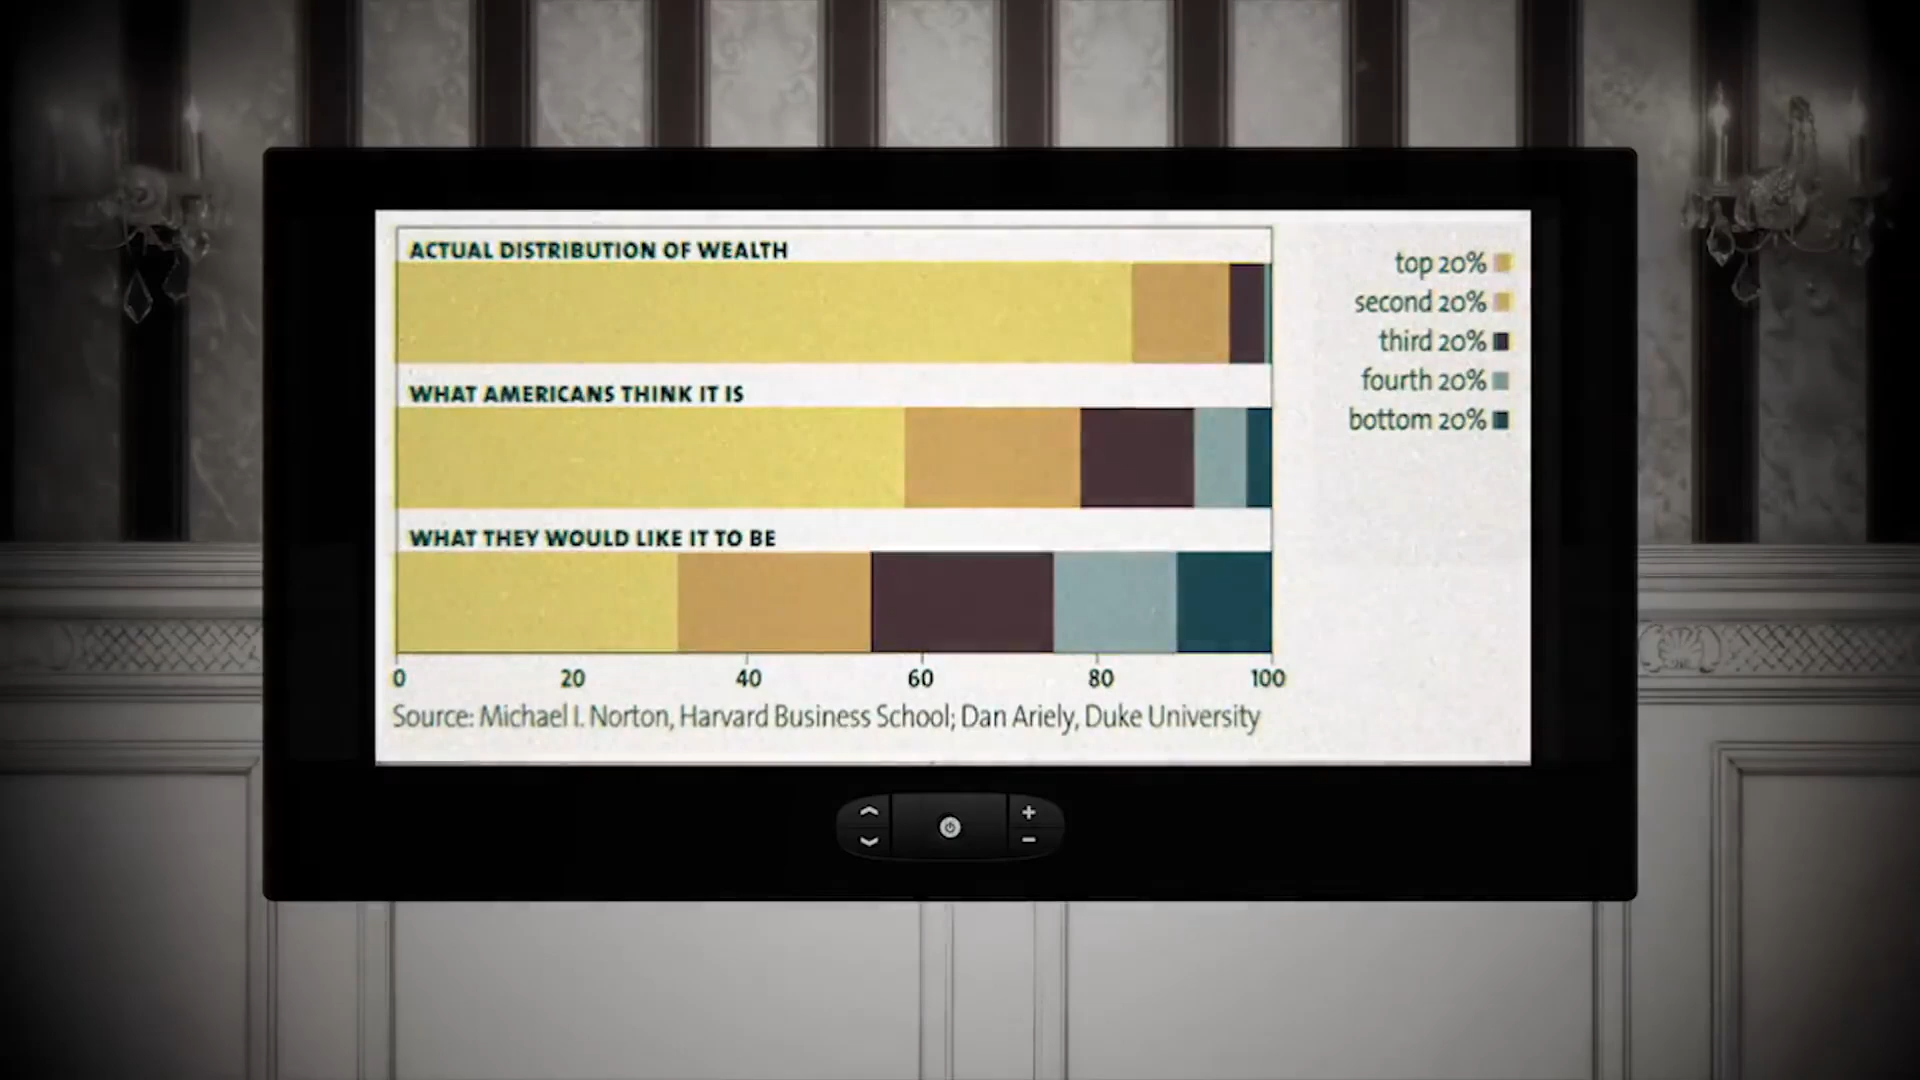 ACTUAL DISTRIBUTION OF WEALTH
WHAT AMERICANS THINK IT IS
WHAT THEY WOULD LIKE IT TO BE
0 20 40 60 80 100
Source: Michael I. Norton, Harvard Business School; Dan Ariely, Duke University
top 20%
second 20%
third 20%
fourth 20%
bottom 20%